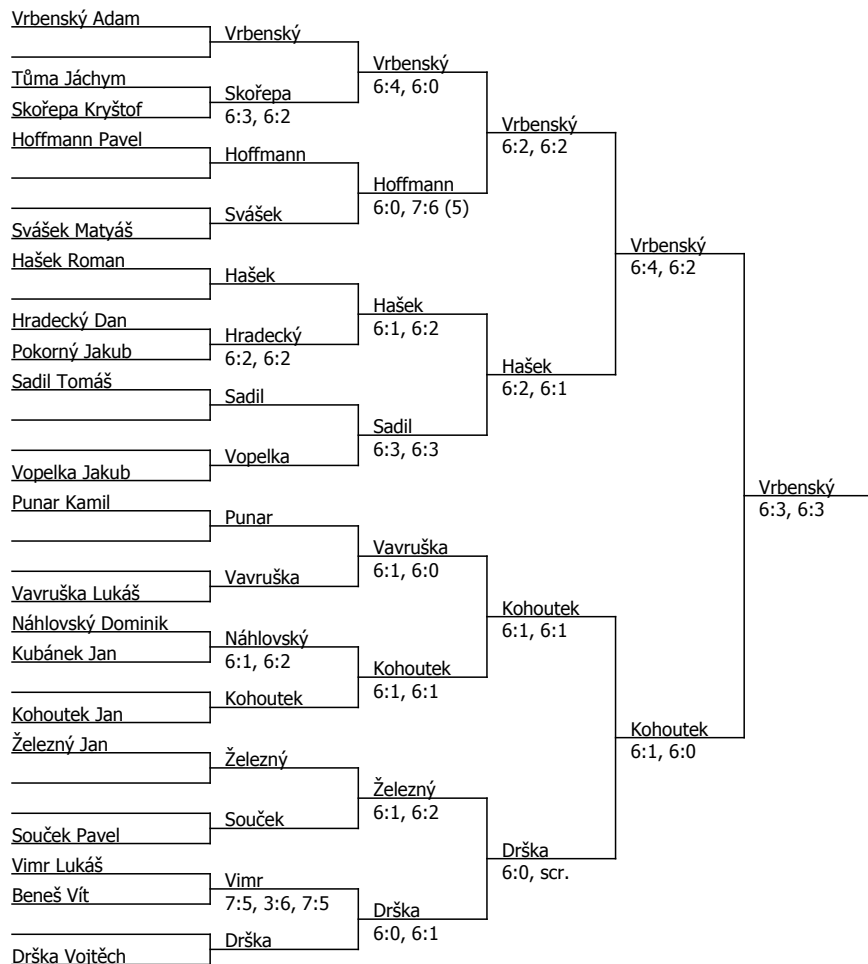 Vrbenský Adam
Vrbenský
Vrbenský
6:4, 6:0
Tůma Jáchym
Skořepa
6:3, 6:2
Skořepa Kryštof
Vrbenský
6:2, 6:2
Hoffmann Pavel
Hoffmann
Hoffmann
6:0, 7:6 (5)
Svášek
Svášek Matyáš
Vrbenský
6:4, 6:2
Hašek Roman
Hašek
Hašek
6:1, 6:2
Hradecký Dan
Hradecký
6:2, 6:2
Pokorný Jakub
Hašek
6:2, 6:1
Sadil Tomáš
Sadil
Sadil
6:3, 6:3
Vopelka
Vopelka Jakub
Vrbenský
6:3, 6:3
Punar Kamil
Punar
Vavruška
6:1, 6:0
Vavruška
Vavruška Lukáš
Kohoutek
6:1, 6:1
Náhlovský Dominik
Náhlovský
6:1, 6:2
Kubánek Jan
Kohoutek
6:1, 6:1
Kohoutek
Kohoutek Jan
Kohoutek
6:1, 6:0
Železný Jan
Železný
Železný
6:1, 6:2
Souček
Souček Pavel
Drška
6:0, scr.
Vimr Lukáš
Vimr
7:5, 3:6, 7:5
Beneš Vít
Drška
6:0, 6:1
Drška
Drška Vojtěch